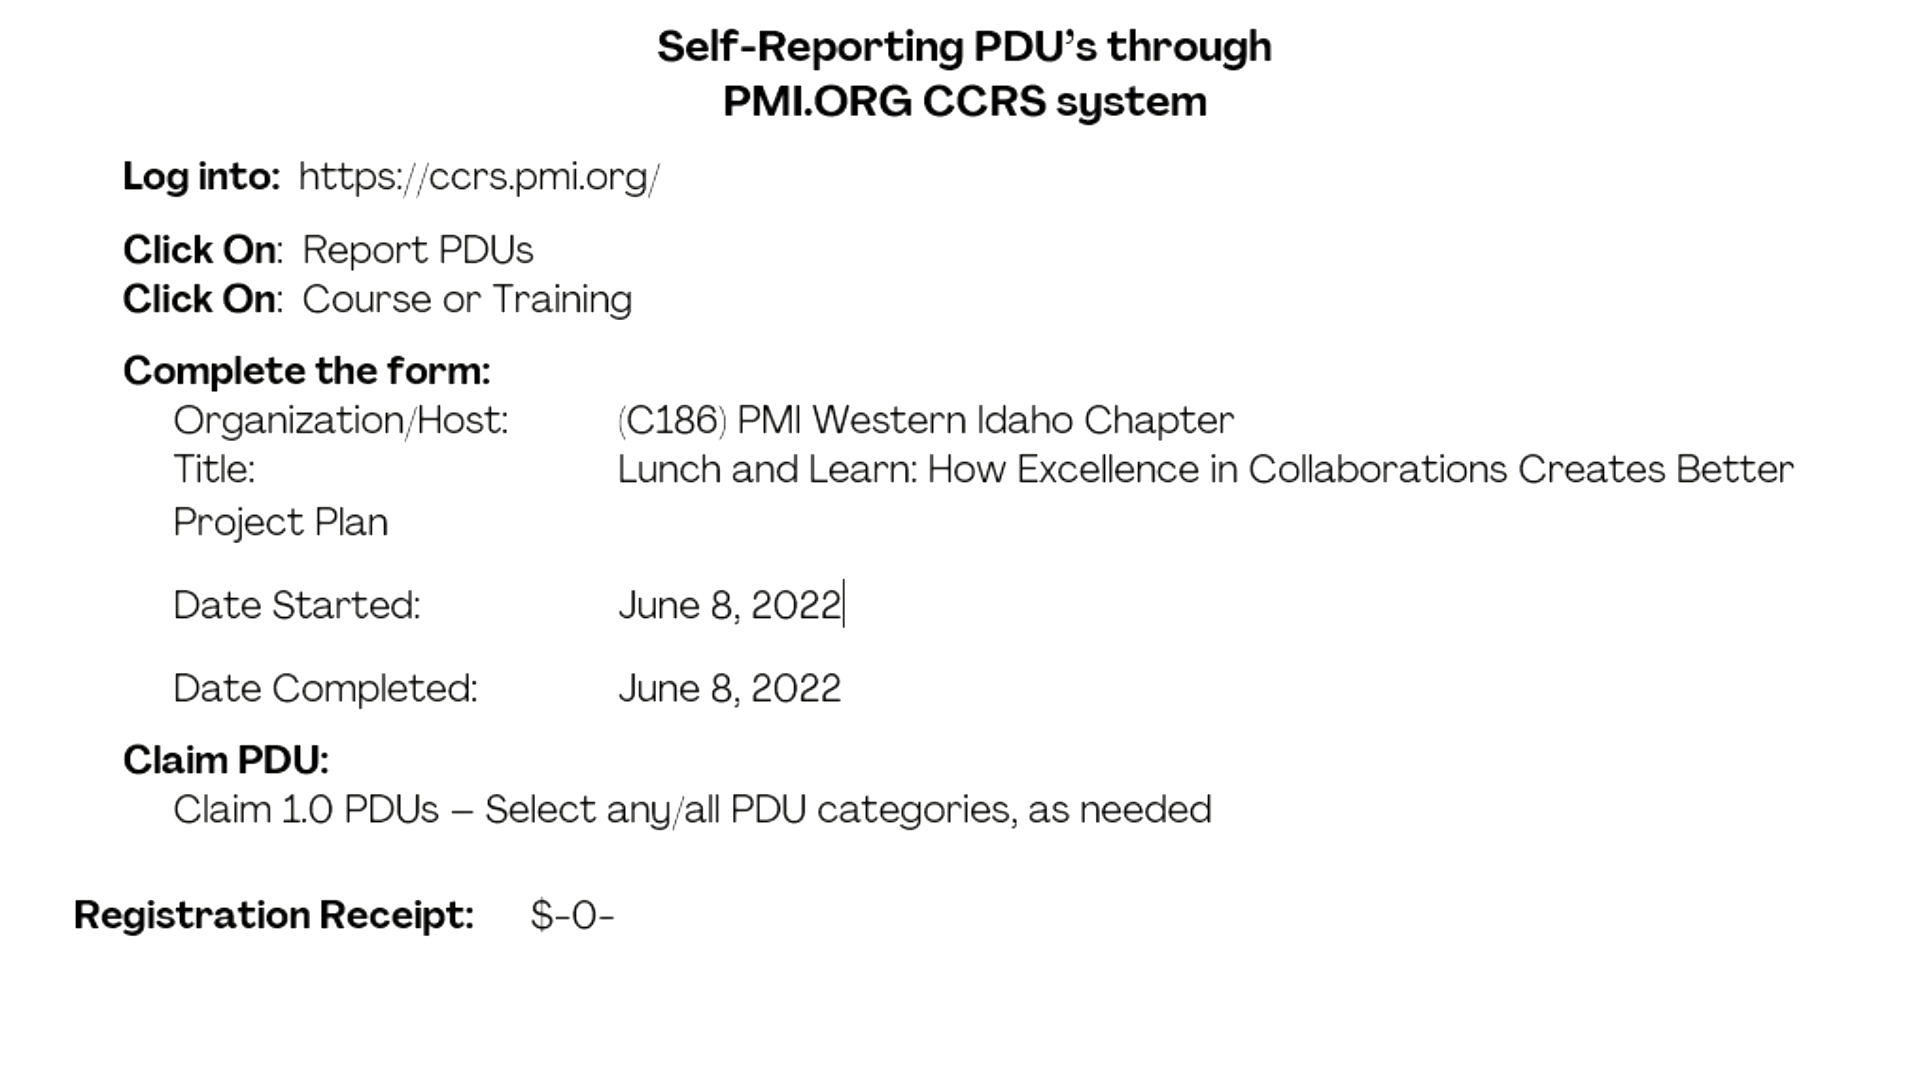 Self-Reporting PDU’s through
PMI.ORG CCRS system
Log into: https://ccrs.pmi.org/
Click On: Report PDUs
Click On: Course or Training
Complete the form:
Organization/Host: (C186) PMI Western Idaho Chapter
Title: Lunch and Learn: How Excellence in Collaborations Creates Better
Project Plan
Date Started: June 8, 2022
Date Completed: June 8, 2022
Claim PDU:
Claim 1.0 PDUs – Select any/all PDU categories, as needed
Registration Receipt: $-0-